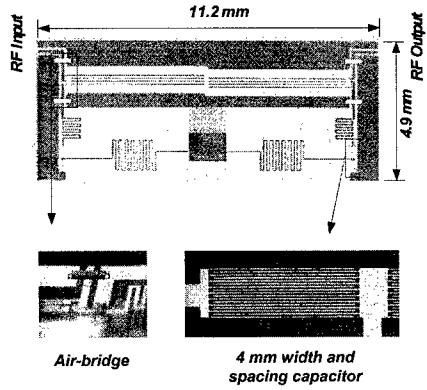 11.2 mm
RF Input
RF Output
4.9 mm
Air-bridge
4 mm width and
spacing capacitor